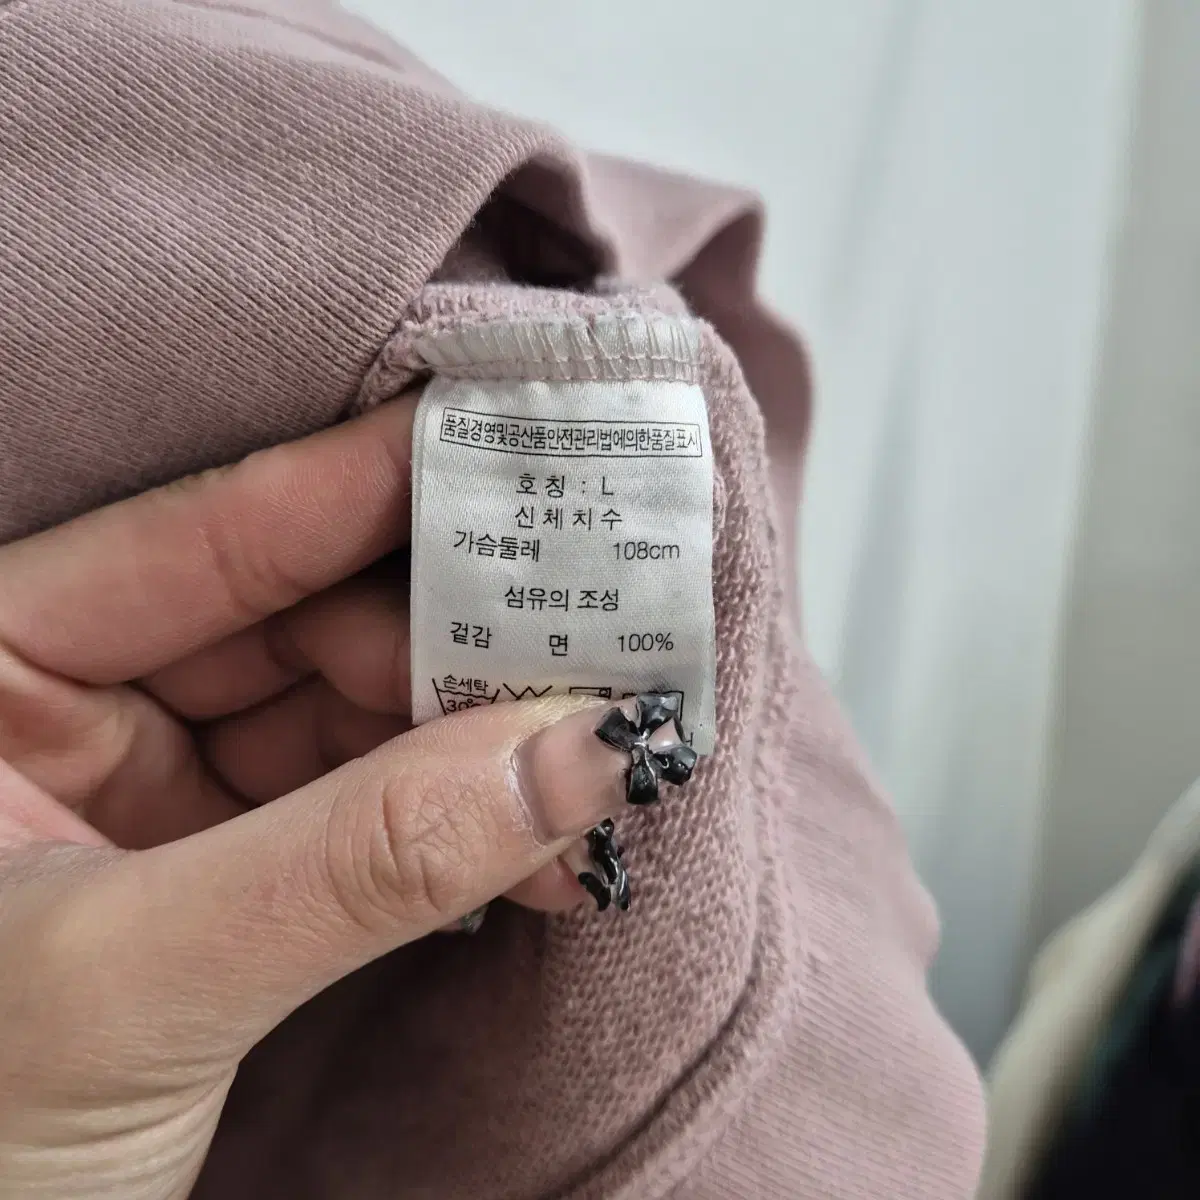 품질경영및공산품안전관리법에의한품질표시
호칭 : L
신체치수
가슴둘레 108cm
섬유의 조성
겉감 면 100%
손세탁
30°